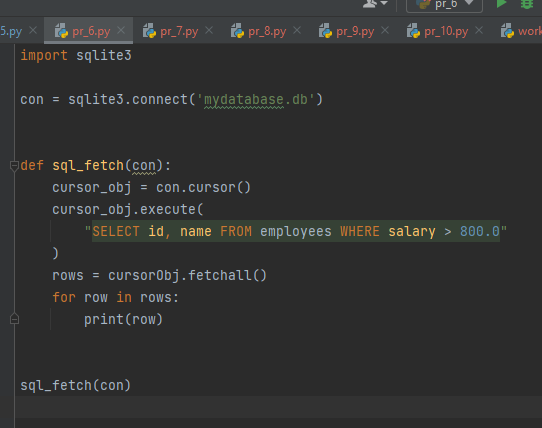 pr_6
5.py pr_6.py pr_7.py pr_8.py pr_9.py pr_10.py work
import sqlite3
con = sqlite3.connect('mydatabase.db')
def sql_fetch(con):
cursor_obj = con.cursor()
cursor_obj.execute(
"SELECT id, name FROM employees WHERE salary > 800.0"
)
rows = cursorObj.fetchall()
for row in rows:
print(row)
sql_fetch(con)